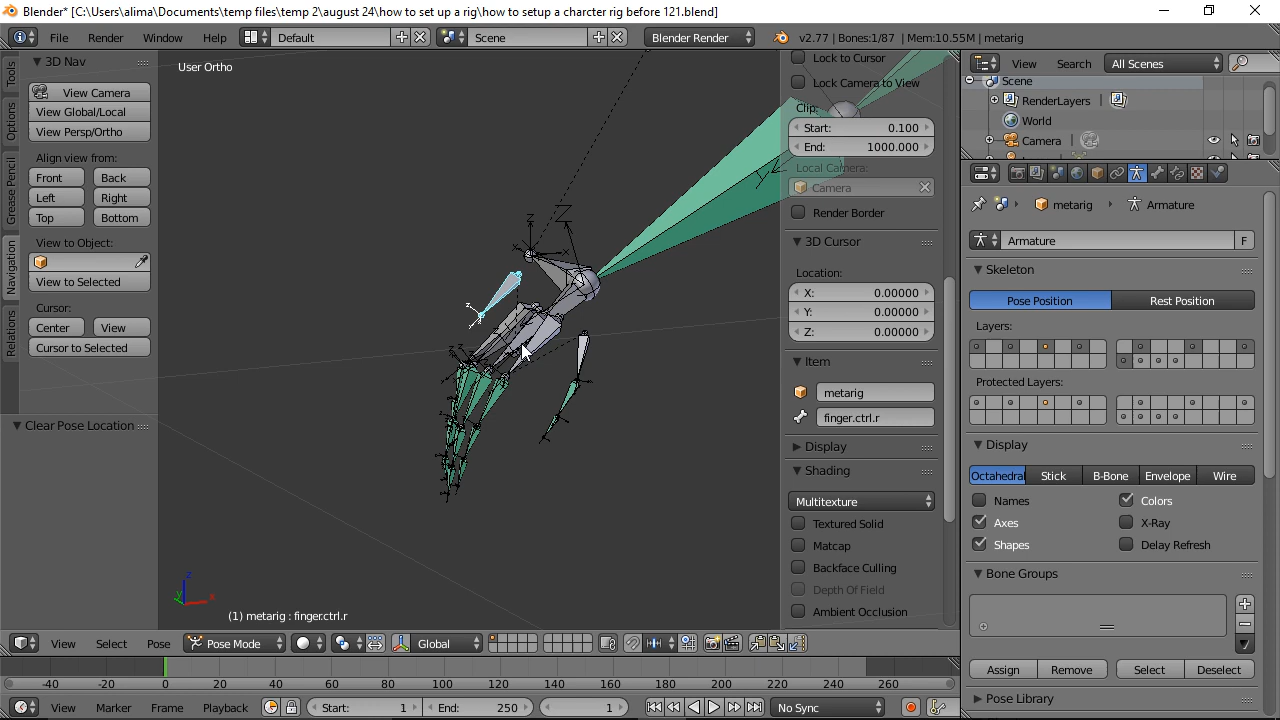 Blender* [C:\Users\alima\Documents\temp files\temp 2\august 24\how to set up a rig\how to setup a charcter rig before 121.blend]
File Render Window Help Default Scene Blender Render v2.77 | Bones:1/87 | Mem:10.55M | metarig
Tools
Options
Grease Pencil
Navigation
Relations
3D Nav
View Camera
View Global/Local
View Persp/Ortho
Align view from:
Front Back
Left Right
Top Bottom
View to Object:
View to Selected
Cursor:
Center View
Cursor to Selected
Clear Pose Location
User Ortho
Z
Z
Y
(1) metarig : finger.ctrl.r
z
y
x
Lock to Cursor
Lock Camera to View
Clip:
Start: 0.100
End: 1000.000
Local Camera:
Camera
Render Border
3D Cursor
Location:
X: 0.00000
Y: 0.00000
Z: 0.00000
Item
metarig
finger.ctrl.r
Display
Shading
Multitexture
Textured Solid
Matcap
Backface Culling
Depth Of Field
Ambient Occlusion
View Search All Scenes
Scene
RenderLayers |
World
Camera |
metarig Armature
Armature F
Skeleton
Pose Position Rest Position
Layers:
Protected Layers:
Display
Octahedral Stick B-Bone Envelope Wire
Names Colors
Axes X-Ray
Shapes Delay Refresh
Bone Groups
Assign Remove Select Deselect
Pose Library
View Select Pose Pose Mode Global
-40 -20 0 20 40 60 80 100 120 140 160 180 200 220 240 260
View Marker Frame Playback Start: 1 End: 250 1 No Sync